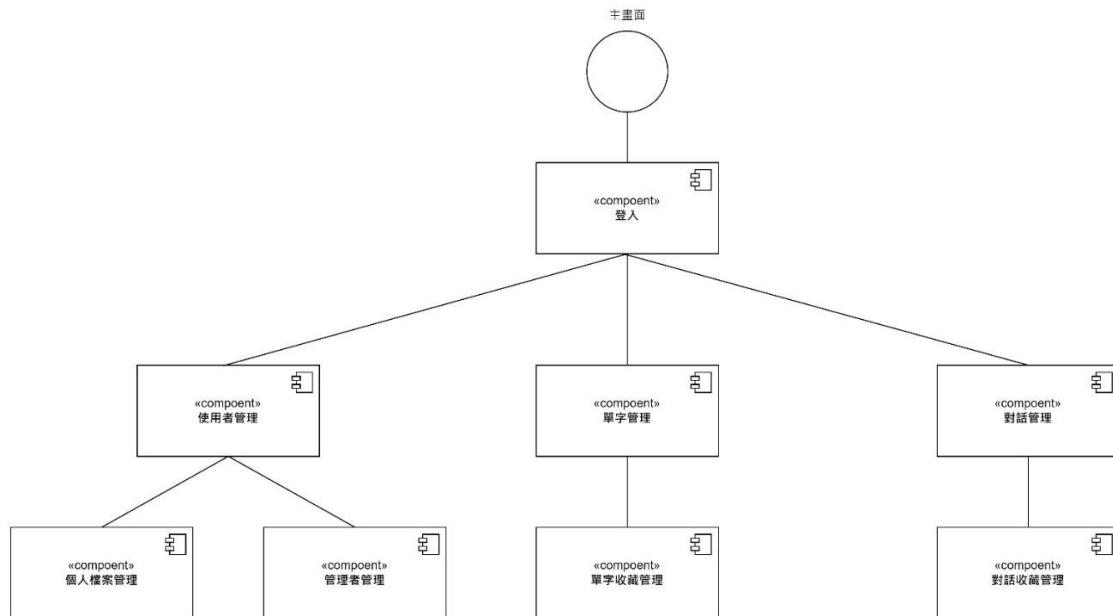 主畫面
«compoent»
登入
«compoent»
使用者管理
«compoent»
單字管理
«compoent»
對話管理
«compoent»
個人檔案管理
«compoent»
管理者管理
«compoent»
單字收藏管理
«compoent»
對話收藏管理